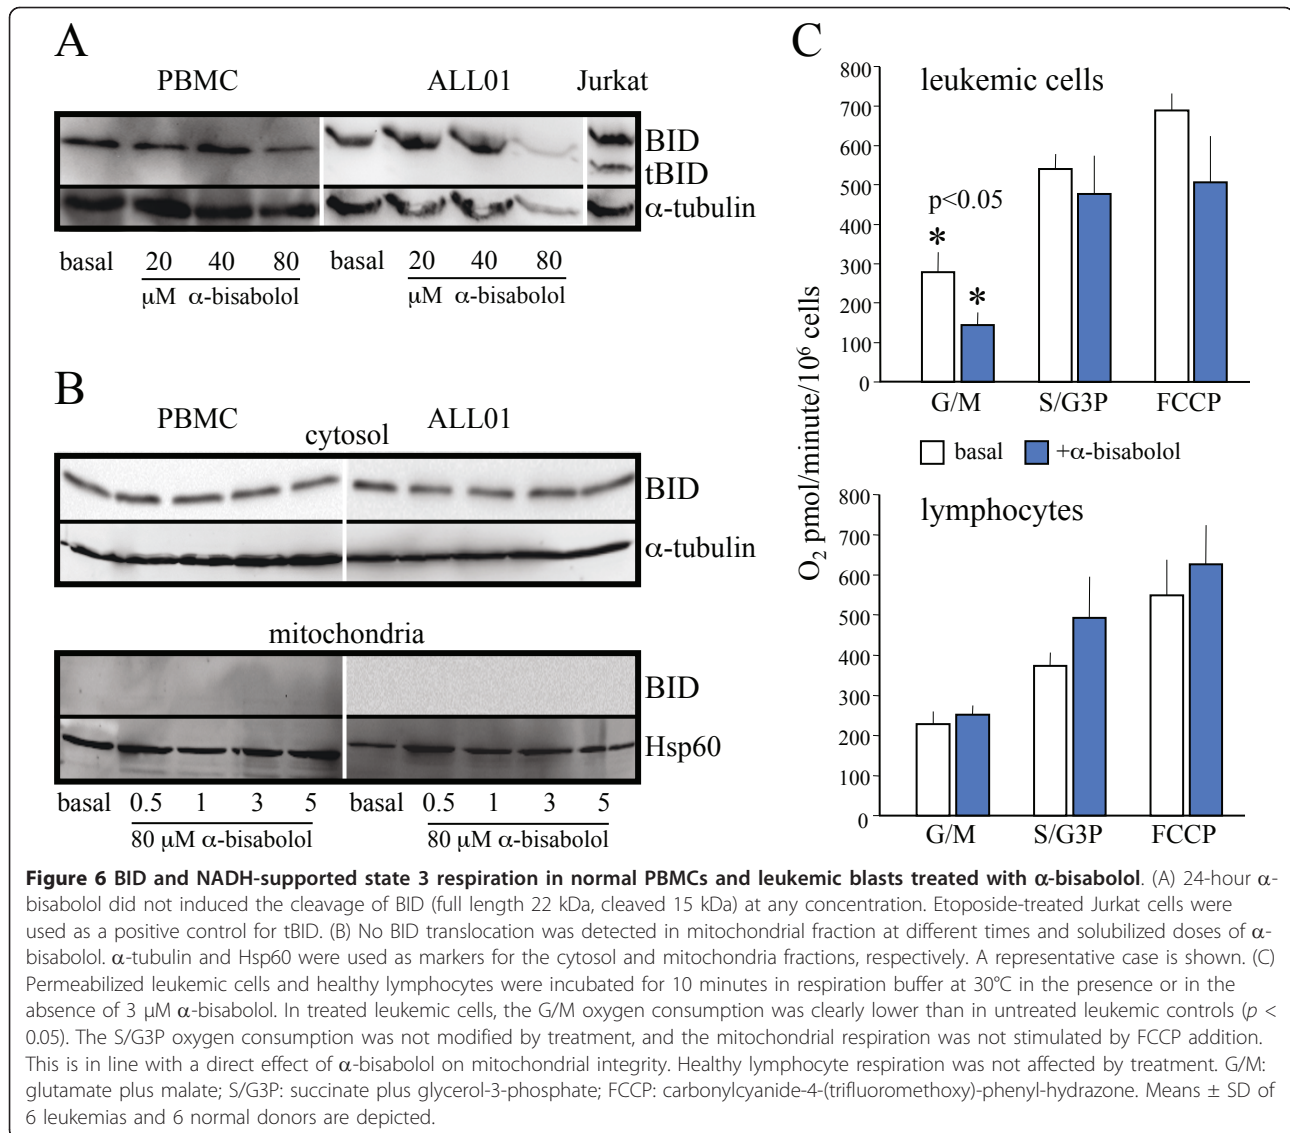 A
PBMC ALL01 Jurkat
BID
tBID
α-tubulin
basal 20 40 80 basal 20 40 80
μM α-bisabolol μM α-bisabolol
B
PBMC ALL01
cytosol
BID
α-tubulin
mitochondria
BID
Hsp60
basal 0.5 1 3 5 basal 0.5 1 3 5
80 μM α-bisabolol 80 μM α-bisabolol
C
leukemic cells
800
700
600
500
400
300
200
100
0
p<0.05
*
*
G/M S/G3P FCCP
basal +α-bisabolol
O₂ pmol/minute/10⁶ cells
lymphocytes
800
700
600
500
400
300
200
100
0
G/M S/G3P FCCP
Figure 6 BID and NADH-supported state 3 respiration in normal PBMCs and leukemic blasts treated with α-bisabolol. (A) 24-hour α-
bisabolol did not induced the cleavage of BID (full length 22 kDa, cleaved 15 kDa) at any concentration. Etoposide-treated Jurkat cells were
used as a positive control for tBID. (B) No BID translocation was detected in mitochondrial fraction at different times and solubilized doses of α-
bisabolol. α-tubulin and Hsp60 were used as markers for the cytosol and mitochondria fractions, respectively. A representative case is shown. (C)
Permeabilized leukemic cells and healthy lymphocytes were incubated for 10 minutes in respiration buffer at 30°C in the presence or in the
absence of 3 μM α-bisabolol. In treated leukemic cells, the G/M oxygen consumption was clearly lower than in untreated leukemic controls (p <
0.05). The S/G3P oxygen consumption was not modified by treatment, and the mitochondrial respiration was not stimulated by FCCP addition.
This is in line with a direct effect of α-bisabolol on mitochondrial integrity. Healthy lymphocyte respiration was not affected by treatment. G/M:
glutamate plus malate; S/G3P: succinate plus glycerol-3-phosphate; FCCP: carbonylcyanide-4-(trifluoromethoxy)-phenyl-hydrazone. Means ± SD of
6 leukemias and 6 normal donors are depicted.